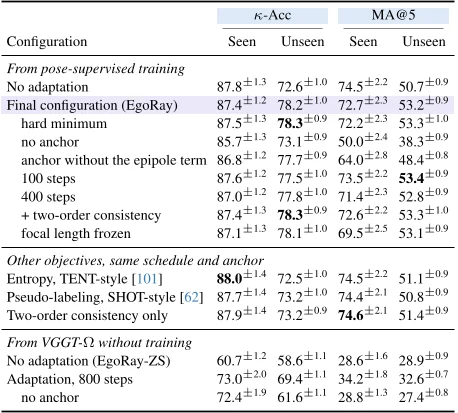 κ-Acc MA@5
Configuration Seen Unseen Seen Unseen
From pose-supervised training
No adaptation 87.8±1.3 72.6±1.0 74.5±2.2 50.7±0.9
Final configuration (EgoRay) 87.4±1.2 78.2±1.0 72.7±2.3 53.2±0.9
hard minimum 87.5±1.3 78.3±0.9 72.2±2.3 53.3±1.0
no anchor 85.7±1.3 73.1±0.9 50.0±2.4 38.3±0.9
anchor without the epipole term 86.8±1.2 77.7±0.9 64.0±2.8 48.4±0.8
100 steps 87.6±1.2 77.5±1.0 73.5±2.2 53.4±0.9
400 steps 87.0±1.2 77.8±1.0 71.4±2.3 52.8±0.9
+ two-order consistency 87.4±1.3 78.3±0.9 72.6±2.2 53.3±1.0
focal length frozen 87.1±1.3 78.1±1.0 69.5±2.5 53.1±0.9
Other objectives, same schedule and anchor
Entropy, TENT-style [101] 88.0±1.4 72.5±1.0 74.5±2.2 51.1±0.9
Pseudo-labeling, SHOT-style [62] 87.7±1.4 73.2±1.0 74.4±2.1 50.8±0.9
Two-order consistency only 87.9±1.4 73.2±0.9 74.6±2.1 51.4±0.9
From VGGT-Ω without training
No adaptation (EgoRay-ZS) 60.7±1.2 58.6±1.1 28.6±1.6 28.9±0.9
Adaptation, 800 steps 73.0±2.0 69.4±1.1 34.2±1.8 32.6±0.7
no anchor 72.4±1.9 61.6±1.1 28.8±1.3 27.4±0.8